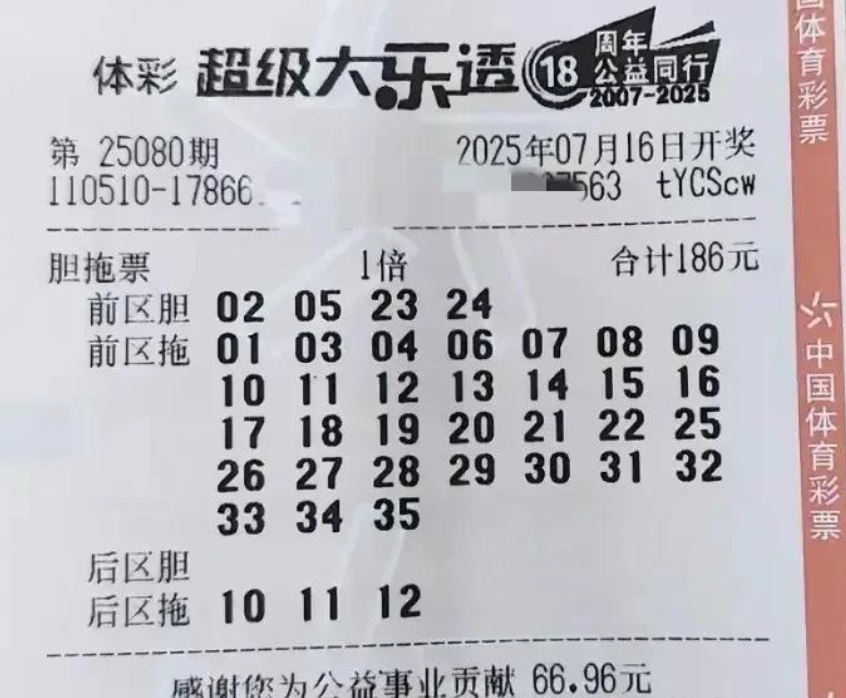 体彩 超级大乐透 18 周年 公益同行 2007-2025
第 25080期 2025年07月16日开奖
110510-17866 7563 tYCScw
胆拖票 1倍 合计186元
前区胆 02 05 23 24
前区拖 01 03 04 06 07 08 09
10 11 12 13 14 15 16
17 18 19 20 21 22 25
26 27 28 29 30 31 32
33 34 35
后区胆
后区拖 10 11 12
感谢您为公益事业贡献 66.96元
国体育彩票
中国体育彩票